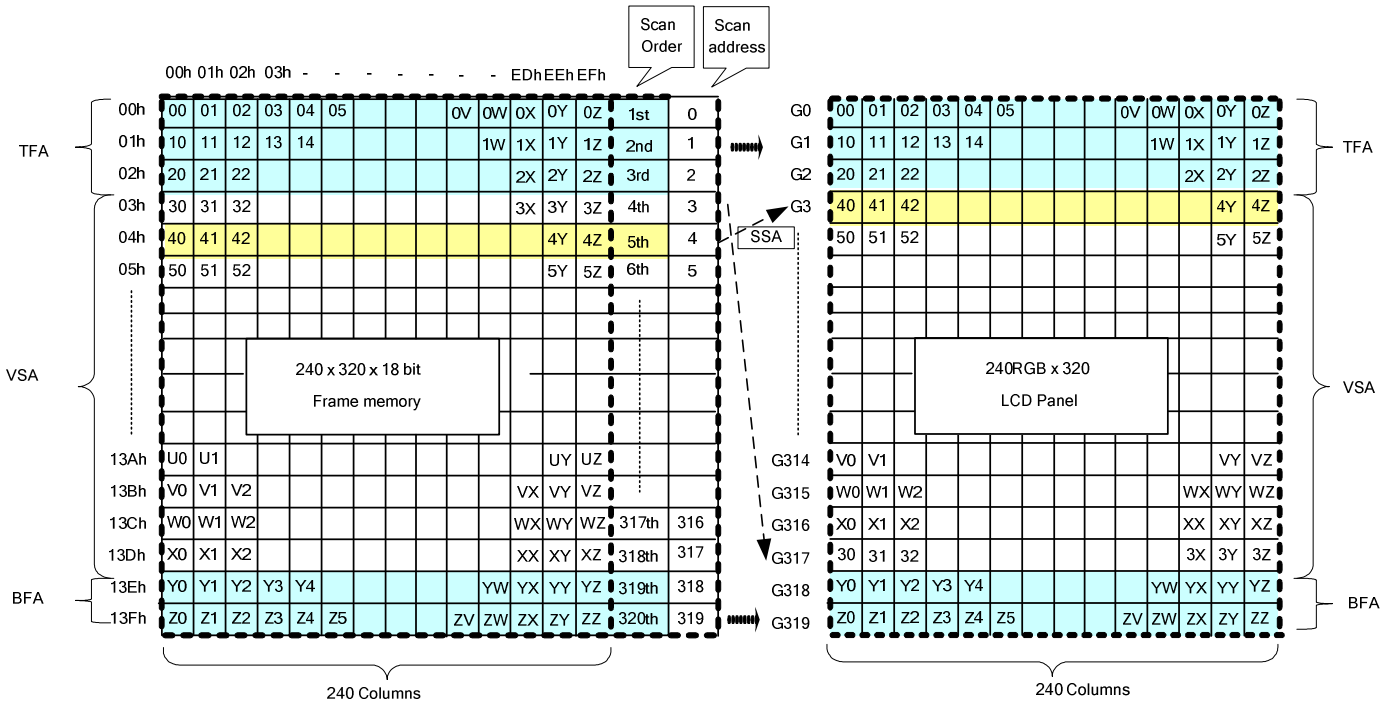 Scan Order
Scan address
00h 01h 02h 03h - - - - - - - EDh EEh EFh
00h 00 01 02 03 04 05 0V 0W 0X 0Y 0Z 1st 0 G0 00 01 02 03 04 05 0V 0W 0X 0Y 0Z
01h 10 11 12 13 14 1W 1X 1Y 1Z 2nd 1 G1 10 11 12 13 14 1W 1X 1Y 1Z
TFA TFA
02h 20 21 22 2X 2Y 2Z 3rd 2 G2 20 21 22 2X 2Y 2Z
03h 30 31 32 3X 3Y 3Z 4th 3 G3 40 41 42 4Y 4Z
04h 40 41 42 4Y 4Z 5th 4 SSA 50 51 52 5Y 5Z
05h 50 51 52 5Y 5Z 6th 5
VSA VSA
240 x 320 x 18 bit
Frame memory
240RGB x 320
LCD Panel
13Ah U0 U1 UY UZ G314 V0 V1 VY VZ
13Bh V0 V1 V2 VX VY VZ G315 W0 W1 W2 WX WY WZ
13Ch W0 W1 W2 WX WY WZ 317th 316 G316 X0 X1 X2 XX XY XZ
13Dh X0 X1 X2 XX XY XZ 318th 317 G317 30 31 32 3X 3Y 3Z
13Eh Y0 Y1 Y2 Y3 Y4 YW YX YY YZ 319th 318 G318 Y0 Y1 Y2 Y3 Y4 YW YX YY YZ
BFA BFA
13Fh Z0 Z1 Z2 Z3 Z4 Z5 ZV ZW ZX ZY ZZ 320th 319 G319 Z0 Z1 Z2 Z3 Z4 Z5 ZV ZW ZX ZY ZZ
240 Columns
240 Columns